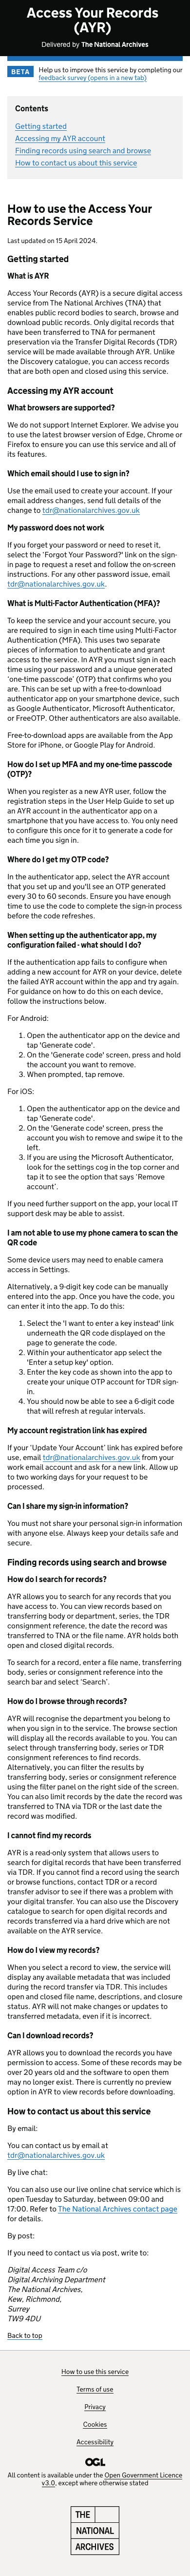 Access Your Records
(AYR)
Delivered by The National Archives
BETA
Help us to improve this service by completing our
feedback survey (opens in a new tab)
Contents
Getting started
Accessing my AYR account
Finding records using search and browse
How to contact us about this service
How to use the Access Your
Records Service
Last updated on 15 April 2024.
Getting started
What is AYR
Access Your Records (AYR) is a secure digital access
service from The National Archives (TNA) that
enables public record bodies to search, browse and
download public records. Only digital records that
have been transferred to TNA for permanent
preservation via the Transfer Digital Records (TDR)
service will be made available through AYR. Unlike
the Discovery catalogue, you can access records
that are both open and closed using this service.
Accessing my AYR account
What browsers are supported?
We do not support Internet Explorer. We advise you
to use the latest browser version of Edge, Chrome or
Firefox to ensure you can use the service and all of
its features.
Which email should I use to sign in?
Use the email used to create your account. If your
email address changes, send full details of the
change to tdr@nationalarchives.gov.uk
My password does not work
If you forget your password or need to reset it,
select the 'Forgot Your Password?' link on the sign-
in page to request a reset and follow the on-screen
instructions. For any further password issue, email
tdr@nationalarchives.gov.uk.
What is Multi-Factor Authentication (MFA)?
To keep the service and your account secure, you
are required to sign in each time using Multi-Factor
Authentication (MFA). This uses two separate
pieces of information to authenticate and grant
access to the service. In AYR you must sign in each
time using your password and a newly generated
'one-time passcode' (OTP) that confirms who you
are. This can be set up with a free-to-download
authenticator app on your personal device, such
as Google Authenticator, Microsoft Authenticator,
or FreeOTP. Other authenticators are also available.
Free-to-download apps are available from the App
Store for iPhone, or Google Play for Android.
How do I set up MFA and my one-time passcode
(OTP)?
When you register as a new AYR user, follow the
registration steps in the User Help Guide to set up
an AYR account in the authenticator app on a
smartphone that you have access to. You only need
to do this once for it to be able to generate a code for
each time you sign in.
Where do I get my OTP code?
In the authenticator app, select the AYR account
that you set up and you'll see an OTP generated
every 30 to 60 seconds. Ensure you have enough
time to use the code to complete the sign-in process
before the code refreshes.
When setting up the authenticator app, my
configuration failed - what should I do?
If the authentication app fails to configure when
adding a new account for AYR on your device, delete
the failed AYR account within the app and try again.
For guidance on how to do this on each device,
follow the instructions below.
For Android:
1. Open the authenticator app on the device and
tap 'Generate code'.
2. On the 'Generate code' screen, press and hold
the account you want to remove.
3. When prompted, tap remove.
For iOS:
1. Open the authenticator app on the device and
tap 'Generate code'.
2. On the 'Generate code' screen, press the
account you wish to remove and swipe it to the
left.
3. If you are using the Microsoft Authenticator,
look for the settings cog in the top corner and
tap it to see the option that says 'Remove
account'.
If you need further support on the app, your local IT
support desk may be able to assist.
I am not able to use my phone camera to scan the
QR code
Some device users may need to enable camera
access in Settings.
Alternatively, a 9-digit key code can be manually
entered into the app. Once you have the code, you
can enter it into the app. To do this:
1. Select the 'I want to enter a key instead' link
underneath the QR code displayed on the
page to generate the code.
2. Within your authenticator app select the
'Enter a setup key' option.
3. Enter the key code as shown into the app to
create your unique OTP account for TDR sign-
in.
4. You should now be able to see a 6-digit code
that will refresh at regular intervals.
My account registration link has expired
If your 'Update Your Account' link has expired before
use, email tdr@nationalarchives.gov.uk from your
work email account and ask for a new link. Allow up
to two working days for your request to be
processed.
Can I share my sign-in information?
You must not share your personal sign-in information
with anyone else. Always keep your details safe and
secure.
Finding records using search and browse
How do I search for records?
AYR allows you to search for any records that you
have access to. You can view records based on
transferring body or department, series, the TDR
consignment reference, the date the record was
transferred to TNA or the file name. AYR holds both
open and closed digital records.
To search for a record, enter a file name, transferring
body, series or consignment reference into the
search bar and select 'Search'.
How do I browse through records?
AYR will recognise the department you belong to
when you sign in to the service. The browse section
will display all the records available to you. You can
select through transferring body, series or TDR
consignment references to find records.
Alternatively, you can filter the results by
transferring body, series or consignment reference
using the filter panel on the right side of the screen.
You can also limit records by the date the record was
transferred to TNA via TDR or the last date the
record was modified.
I cannot find my records
AYR is a read-only system that allows users to
search for digital records that have been transferred
via TDR. If you cannot find a record using the search
or browse functions, contact TDR or your transfer
advisor to see if this was before or a problem with
your digital transfer. You can also use the Discovery
catalogue to search for non-digital records and
records transferred via a hard drive which are not
available on the AYR service.
How do I view my records?
When you select a record to view, the service will
display any available metadata that was included
during the record transfer via TDR. This includes
open and closed file name, descriptions, and closure
status. AYR will not make changes or updates to
transferred metadata, even if it is incorrect.
Can I download records?
AYR allows you to download the records you have
permission to access. Some of these records may be
over 20 years old and the software to open them
may no longer exist. There is currently no preview
option in AYR to view records before downloading.
How to contact us about this service
By email:
You can contact us by email at
tdr@nationalarchives.gov.uk
By live chat:
You can also use our live online chat service which is
open Tuesday to Saturday, between 09:00 and
17:00. Refer to The National Archives contact page
for details.
By post:
If you need to contact us via post, write to:
Digital Access Team c/o
Digital Archiving Department
The National Archives,
Kew, Richmond,
Surrey
TW9 4DU
Back to top
How to use this service
Terms of use
Privacy
Cookies
Accessibility
OGL
All content is available under the Open Government Licence
v3.0, except where otherwise stated
THE
NATIONAL
ARCHIVES